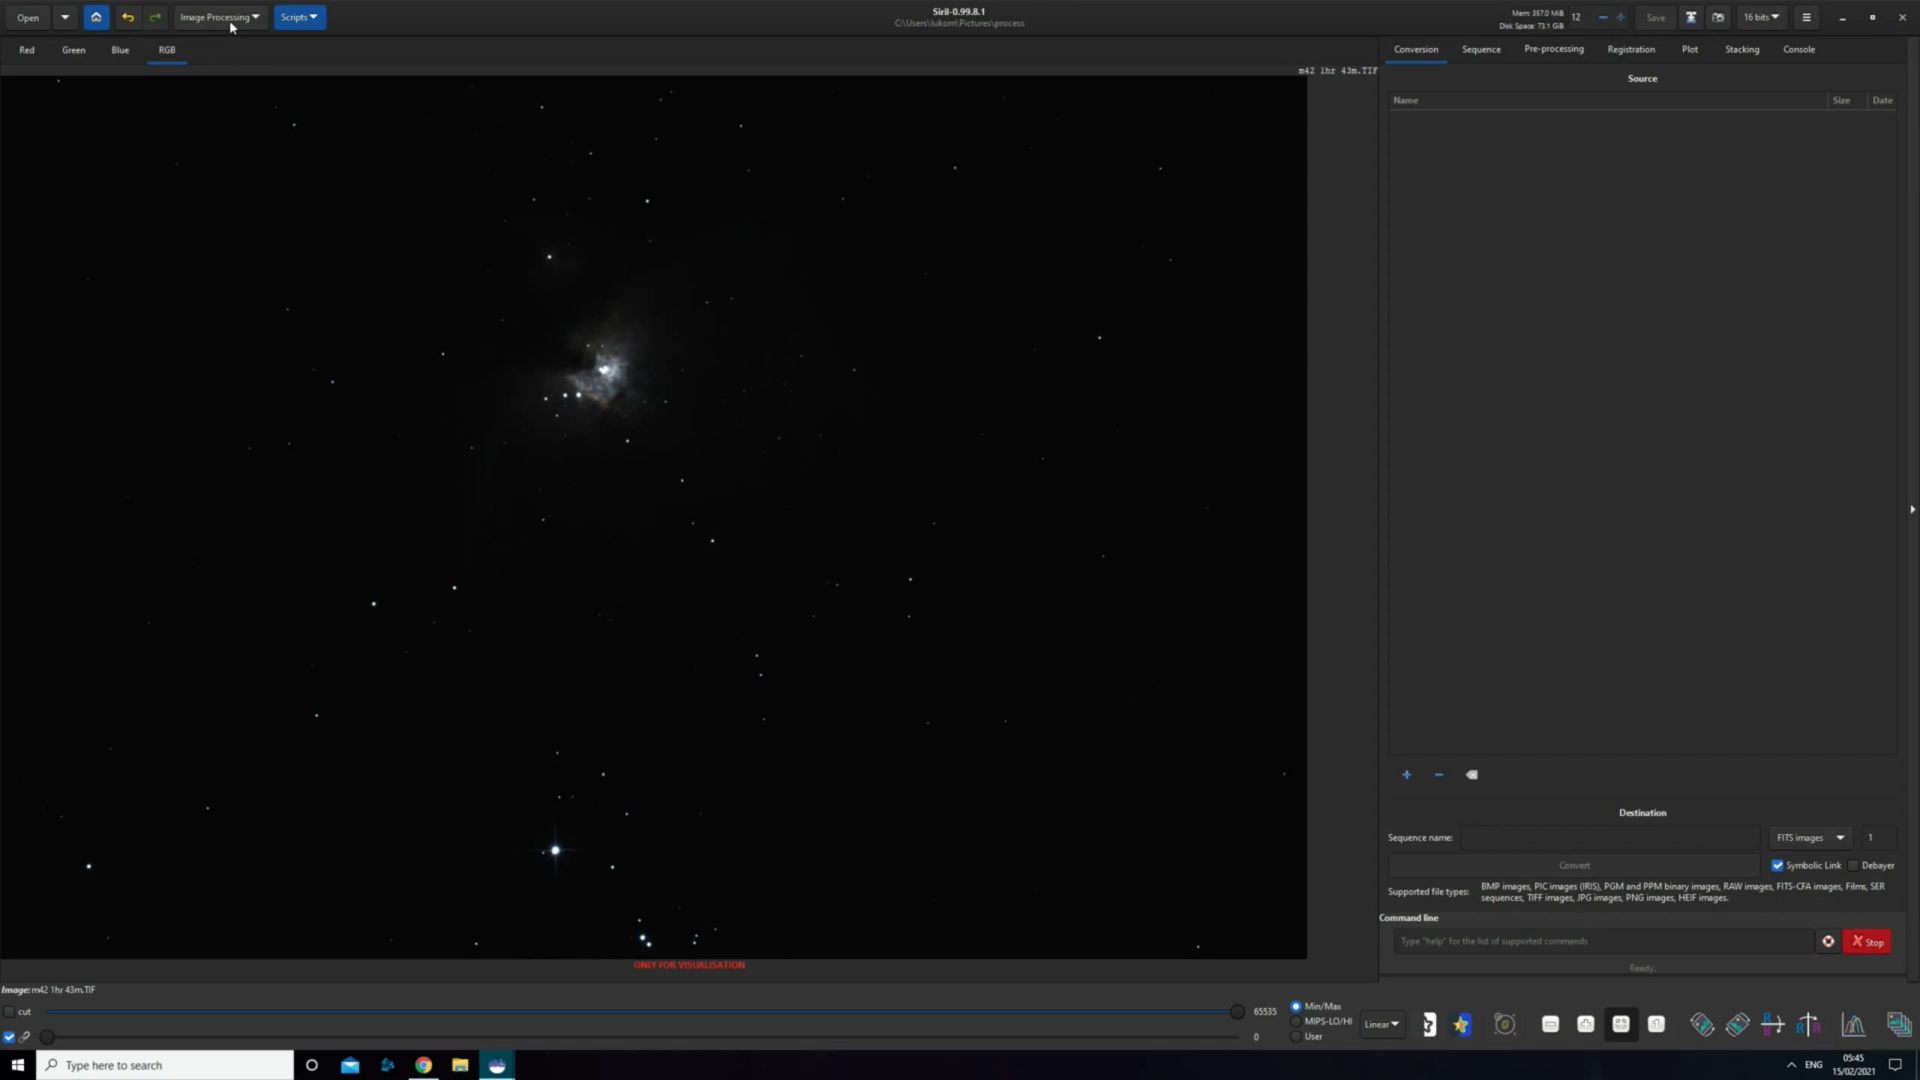 Open
Image Processing
Scripts
Siril-0.99.8.1
C:\Users\lukom\Pictures\process
Mem: 357.0 MiB
Disk Space: 73.1 GiB
12
Save
16 bits
Red
Green
Blue
RGB
m42 1hr 43m.TIF
Conversion
Sequence
Pre-processing
Registration
Plot
Stacking
Console
Source
Name
Size
Date
Destination
Sequence name:
FITS images
1
Convert
Symbolic Link
Debayer
Supported file types:
BMP images, PIC images (IRIS), PGM and PPM binary images, RAW images, FITS-CFA images, Films, SER
sequences, TIFF images, JPG images, PNG images, HEIF images.
Command line
Type "help" for the list of supported commands
Stop
Ready.
ONLY FOR VISUALISATION
Image: m42 1hr 43m.TIF
cut
65535
0
Min/Max
MIPS-LO/HI
User
Linear
Type here to search
ENG
05:45
15/02/2021